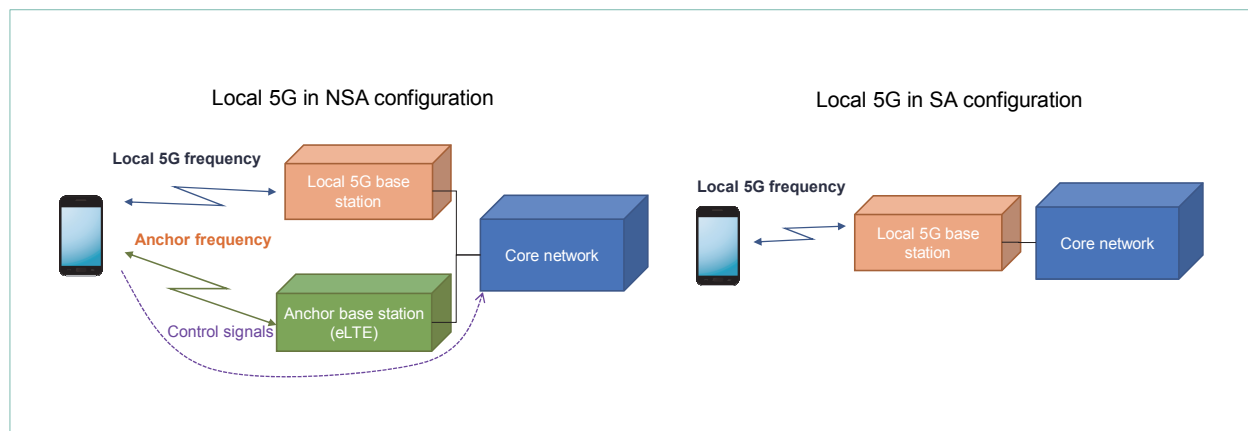 Local 5G in NSA configuration
Local 5G frequency
Local 5G base
station
Anchor frequency
Core network
Anchor base station
(eLTE)
Control signals
Local 5G in SA configuration
Local 5G frequency
Local 5G base
station
Core network